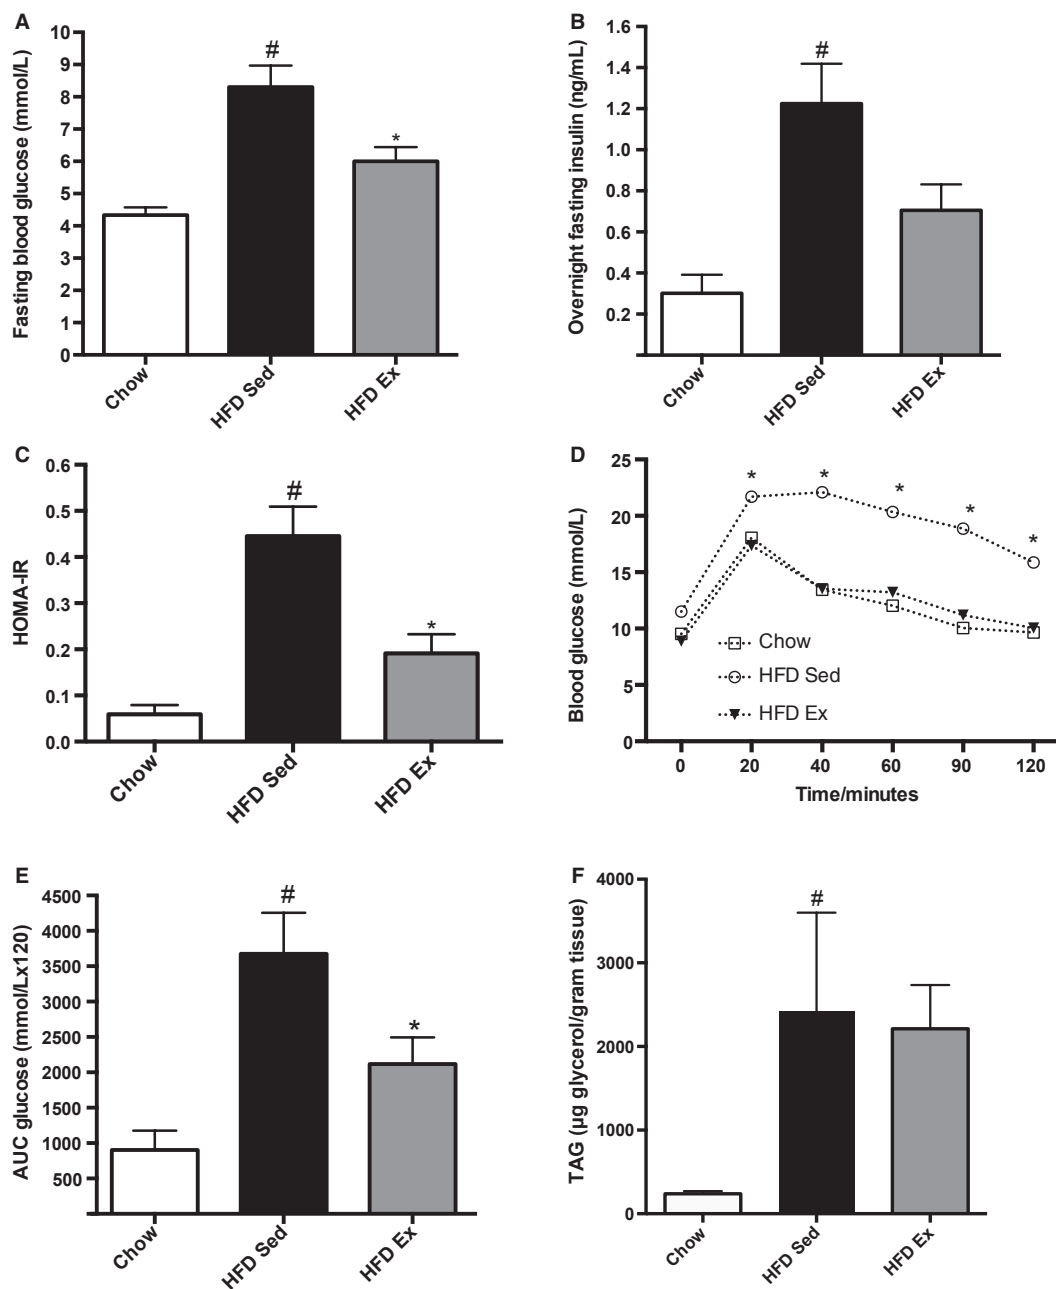 A
Fasting blood glucose (mmol/L)
10
9
8
7
6
5
4
3
2
1
0
#
*
Chow
HFD Sed
HFD Ex
B
Overnight fasting insulin (ng/mL)
1.6
1.4
1.2
1.0
0.8
0.6
0.4
0.2
#
Chow
HFD Sed
HFD Ex
C
HOMA-IR
0.6
0.5
0.4
0.3
0.2
0.1
0.0
#
*
Chow
HFD Sed
HFD Ex
D
Blood glucose (mmol/L)
25
20
15
10
5
0
* * * * *
Chow
HFD Sed
HFD Ex
0 20 40 60 90 120
Time/minutes
E
AUC glucose (mmol/Lx120)
4500
4000
3500
3000
2500
2000
1500
1000
500
#
*
Chow
HFD Sed
HFD Ex
F
TAG (µg glycerol/gram tissue)
4000
3000
2000
1000
0
#
Chow
HFD Sed
HFD Ex